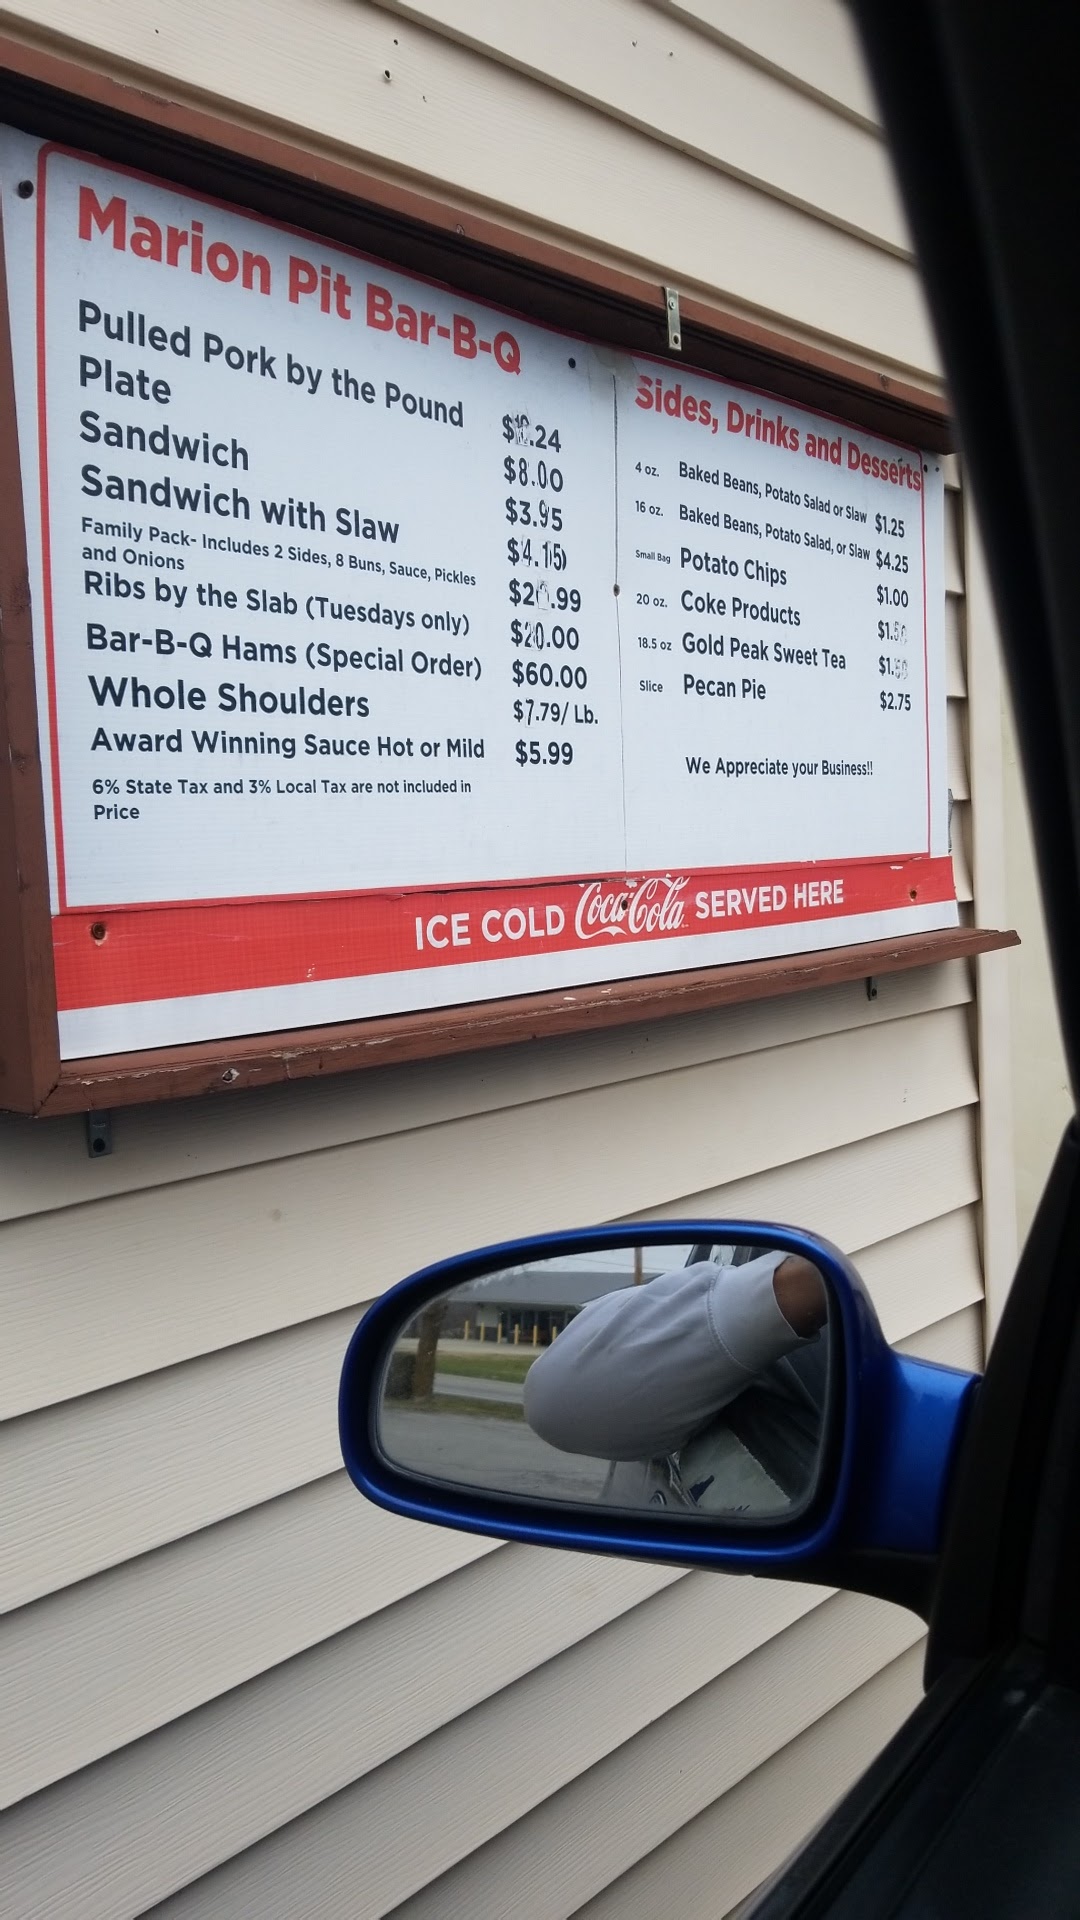 Marion Pit Bar-B-Q
Pulled Pork by the Pound
Plate $8.00
Sandwich $3.95
Sandwich with Slaw $4.15
Family Pack- Includes 2 Sides, 8 Buns, Sauce, Pickles
and Onions
Ribs by the Slab (Tuesdays only) $20.00
Bar-B-Q Hams (Special Order) $60.00
Whole Shoulders $7.79/ Lb.
Award Winning Sauce Hot or Mild $5.99
6% State Tax and 3% Local Tax are not included in
Price
Sides, Drinks and Desserts
4 oz. Baked Beans, Potato Salad or Slaw $1.25
16 oz. Baked Beans, Potato Salad, or Slaw $4.25
Small Bag Potato Chips $1.00
20 oz. Coke Products
18.5 oz Gold Peak Sweet Tea
Slice Pecan Pie $2.75
We Appreciate your Business!!
ICE COLD Coca-Cola SERVED HERE